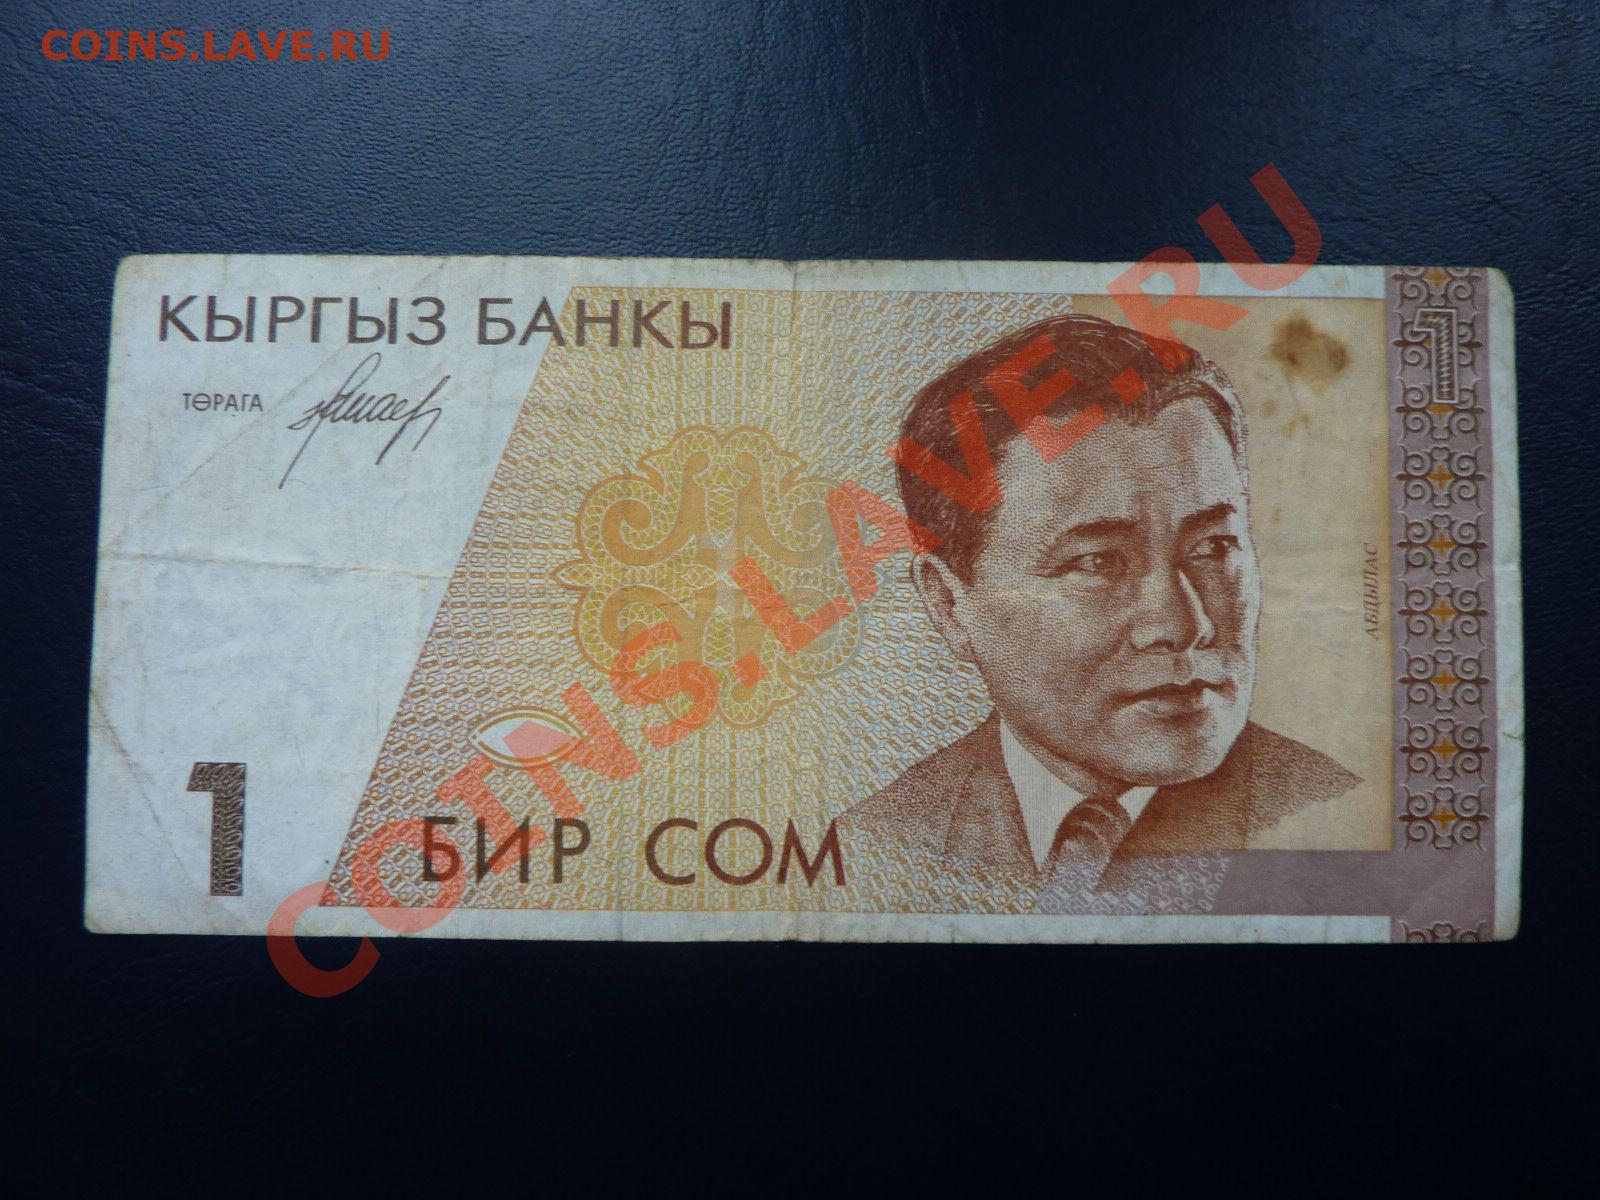 COINS.LAVE.RU
КЫРГЫЗ БАНКЫ
ТӨРАГА
1
АБДЫЛАС
1
БИР СОМ
COINS.LAVE.RU